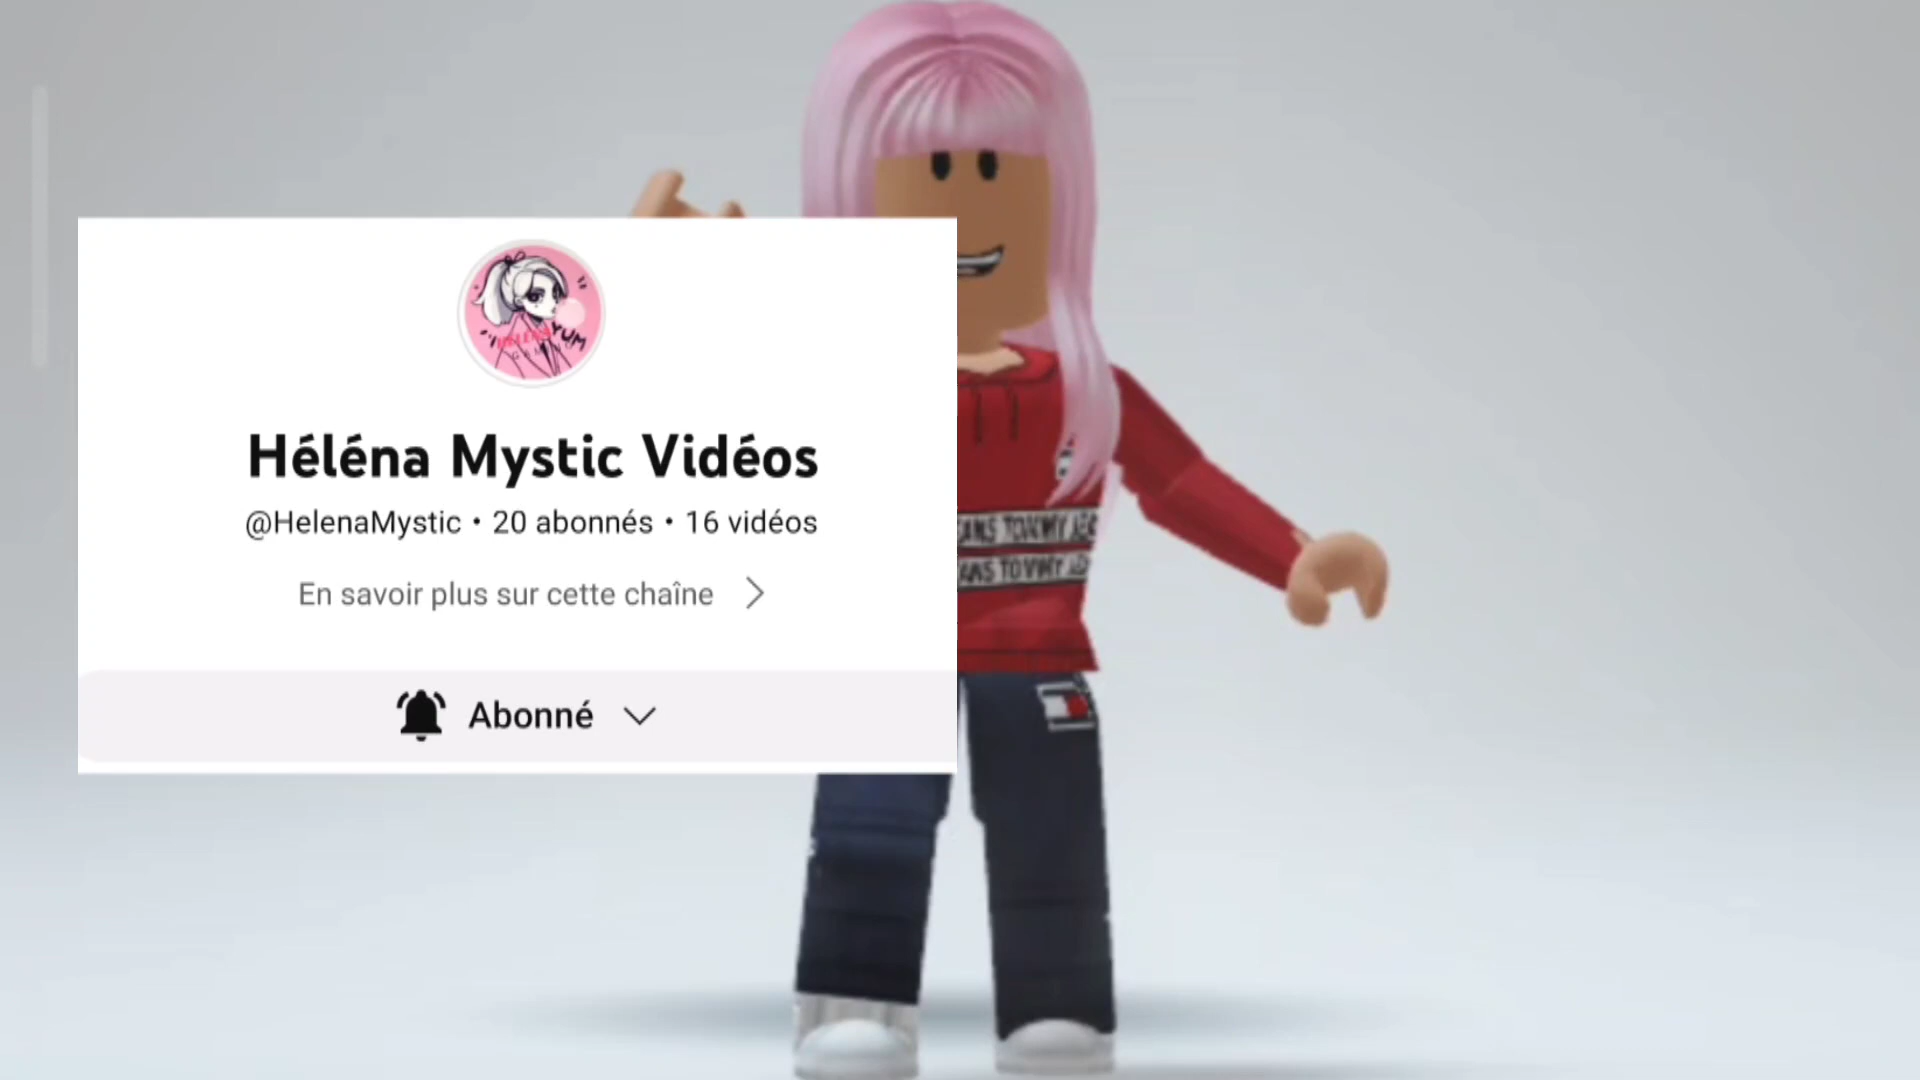 Héléna Mystic Vidéos
@HelenaMystic • 20 abonnés • 16 vidéos
En savoir plus sur cette chaîne
Abonné